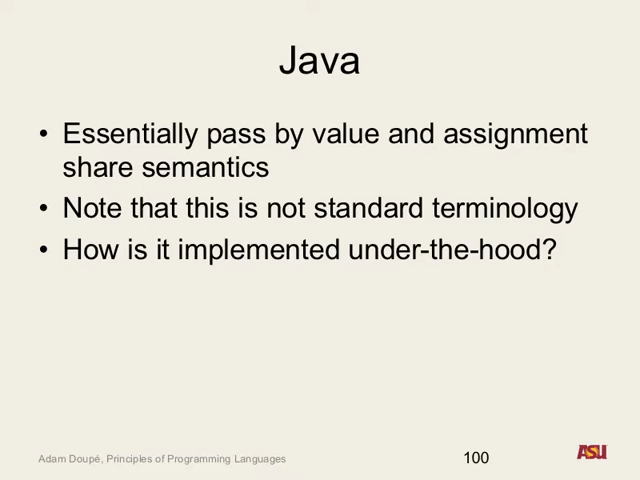 Java
• Essentially pass by value and assignment
share semantics
• Note that this is not standard terminology
• How is it implemented under-the-hood?
Adam Doupé, Principles of Programming Languages
100
ASU